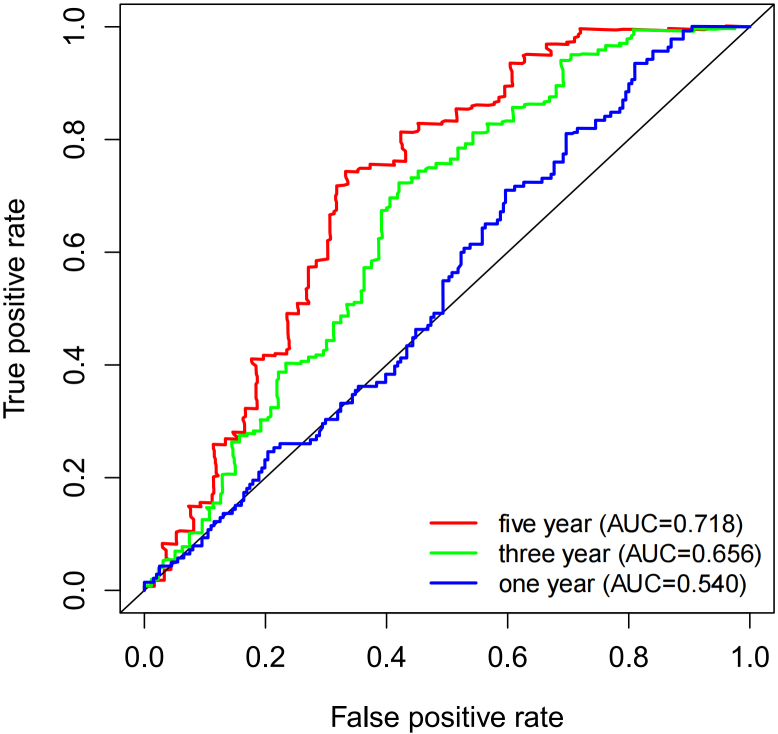 True positive rate
1.0
0.8
0.6
0.4
0.2
0.0
five year (AUC=0.718)
three year (AUC=0.656)
one year (AUC=0.540)
0.0 0.2 0.4 0.6 0.8 1.0
False positive rate